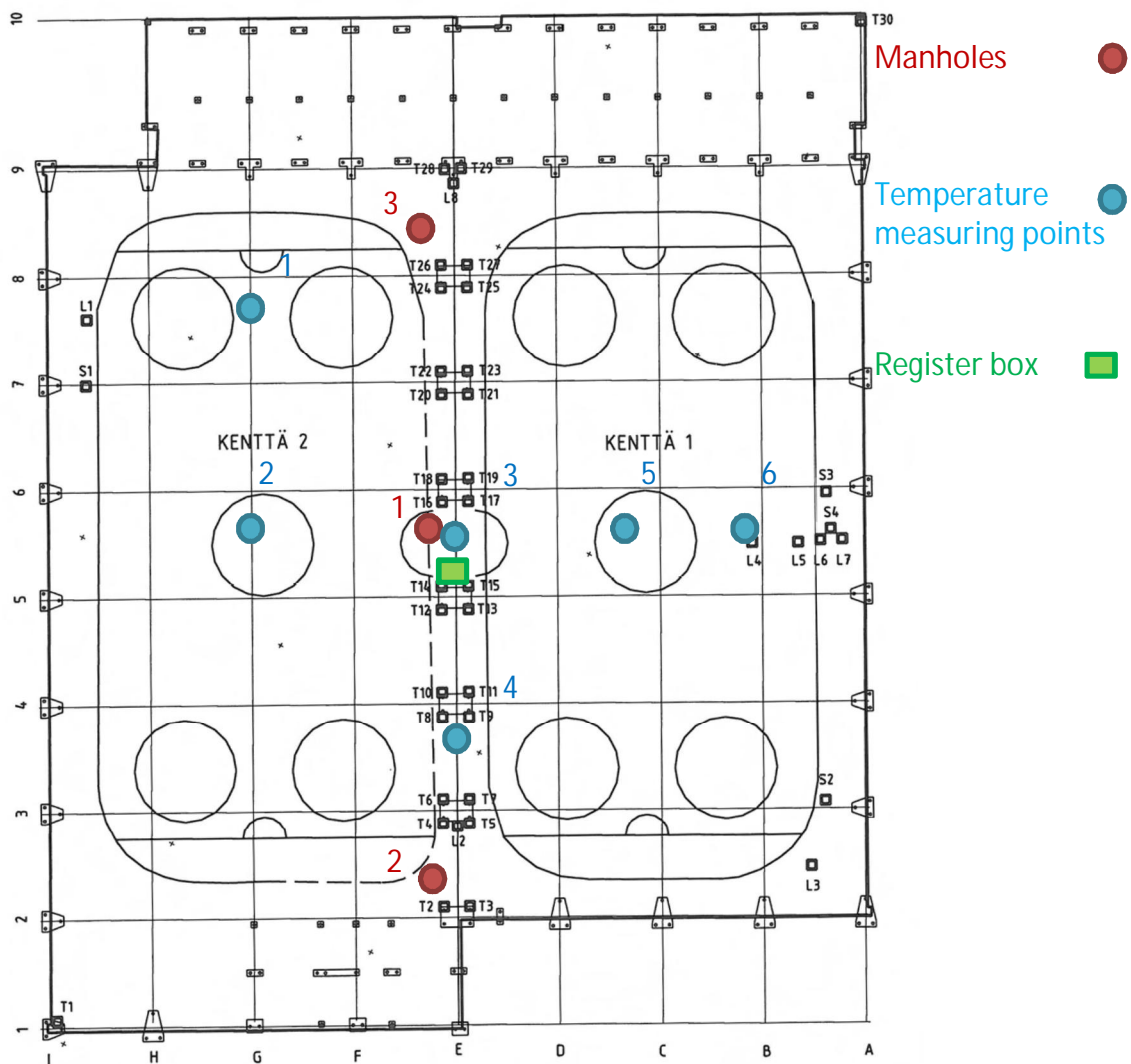 10
T30
Manholes
9
T28
T29
L8
3
Temperature
measuring points
1
T26
T27
8
T24
T25
L1
Register box
S1
T22
T23
7
T20
T21
KENTTÄ 2
KENTTÄ 1
2
T18
T19
3
5
6
S3
6
1
T16
T17
S4
L4
L5
L6
L7
T14
T15
5
T12
T13
T10
T11
4
4
T8
T9
T6
T7
S2
3
T4
T5
L2
2
L3
T2
T3
2
T1
1
I
H
G
F
E
D
C
B
A